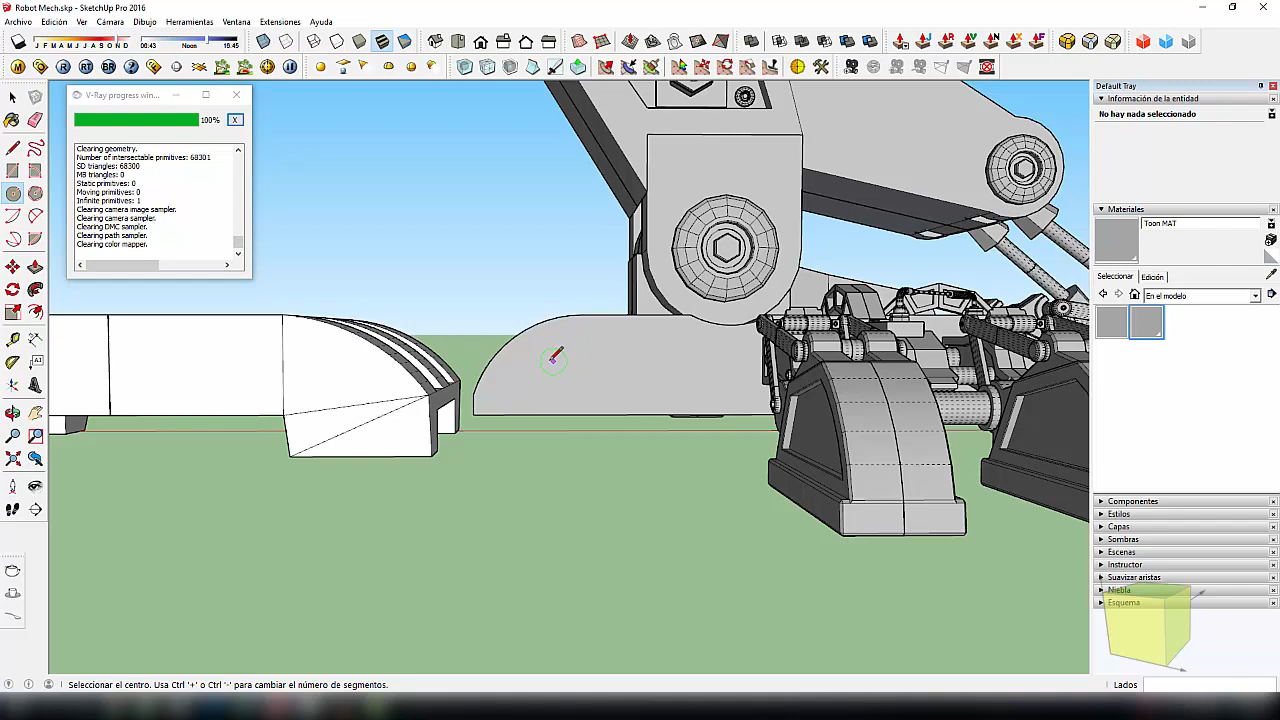 Robot Mech.skp - SketchUp Pro 2016
Archivo Edición Ver Cámara Dibujo Herramientas Ventana Extensiones Ayuda
J F M A M J J A S O N D 06:43 Noon 16:45
V-Ray progress win...
100%
X
Clearing geometry.
Number of intersectable primitives: 68301
SD triangles: 68300
MB triangles: 0
Static primitives: 0
Moving primitives: 0
Infinite primitives: 1
Clearing camera image sampler.
Clearing camera sampler.
Clearing DMC sampler.
Clearing path sampler.
Clearing color mapper.
Default Tray
Información de la entidad
No hay nada seleccionado
Materiales
Toon MAT
Seleccionar Edición
En el modelo
Componentes
Estilos
Capas
Sombras
Escenas
Instructor
Suavizar aristas
Niebla
Esquema
Seleccionar el centro. Usa Ctrl '+' o Ctrl '-' para cambiar el número de segmentos.
Lados